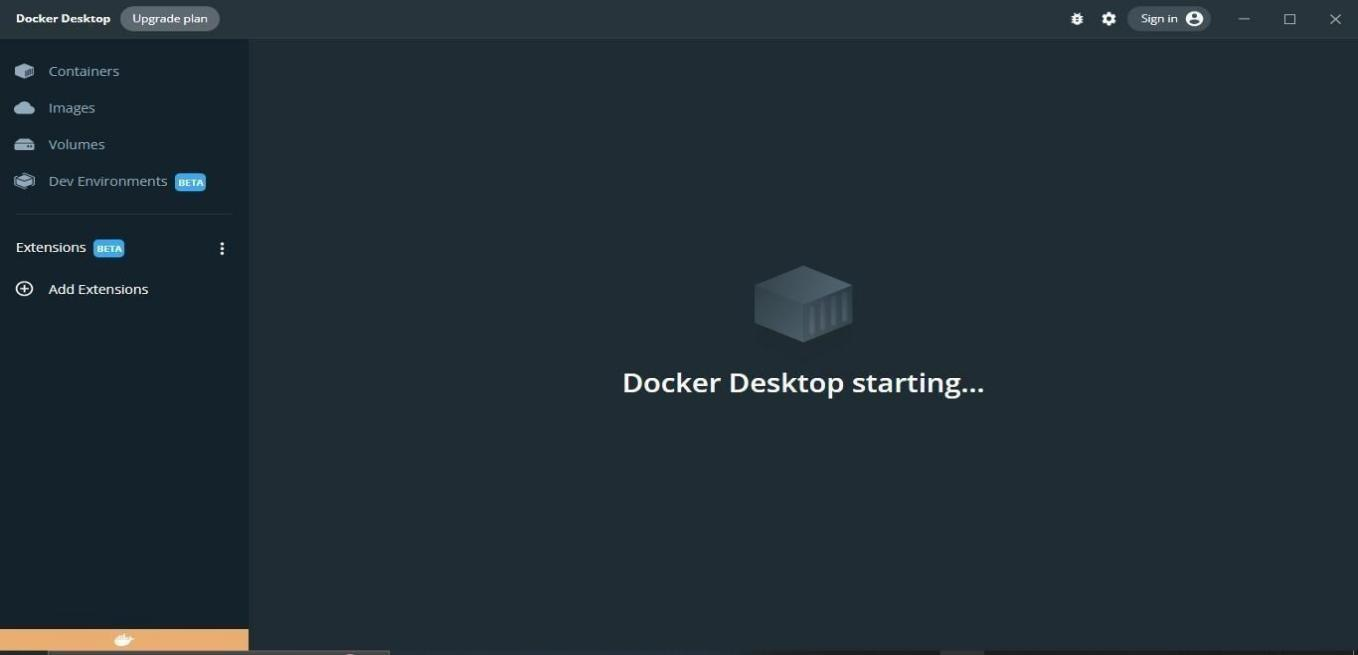 Docker Desktop Upgrade plan Sign in
Containers
Images
Volumes
Dev Environments BETA
Extensions BETA
Add Extensions
Docker Desktop starting...